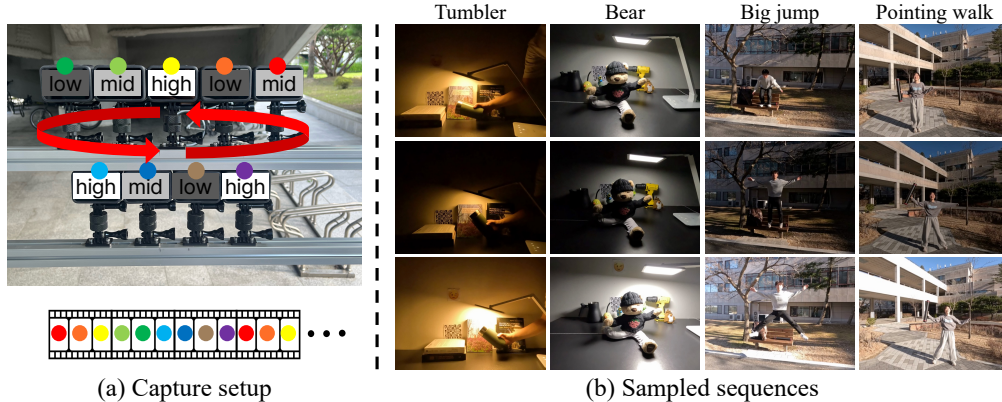 Tumbler Bear Big jump Pointing walk
low mid high low mid
high mid low high
(a) Capture setup
(b) Sampled sequences